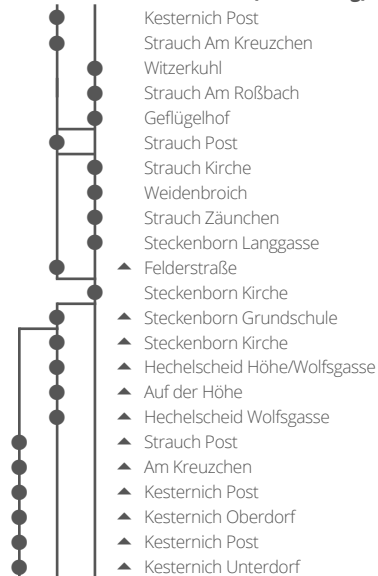 Kesternich Post
Strauch Am Kreuzchen
Witzerkuhl
Strauch Am Roßbach
Geflügelhof
Strauch Post
Strauch Kirche
Weidenbroich
Strauch Zäunchen
Steckenborn Langgasse
Felderstraße
Steckenborn Kirche
Steckenborn Grundschule
Steckenborn Kirche
Hechelscheid Höhe/Wolfsgasse
Auf der Höhe
Hechelscheid Wolfsgasse
Strauch Post
Am Kreuzchen
Kesternich Post
Kesternich Oberdorf
Kesternich Post
Kesternich Unterdorf